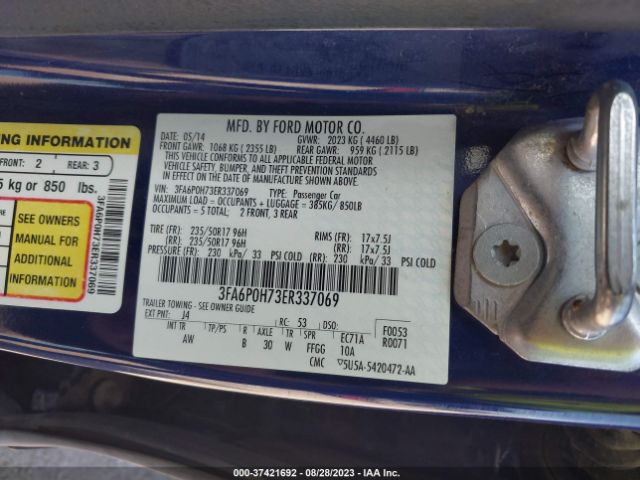 NG INFORMATION
FRONT: 2 REAR: 3
5 kg or 850 lbs.
SEE OWNERS
MANUAL FOR
ADDITIONAL
INFORMATION
3FA6P0H73ER337069
MFD. BY FORD MOTOR CO.
DATE: 05/14 GVWR: 2023 KG ( 4460 LB)
FRONT GAWR: 1068 KG ( 2355 LB) REAR GAWR: 959 KG ( 2115 LB)
THIS VEHICLE CONFORMS TO ALL APPLICABLE FEDERAL MOTOR
VEHICLE SAFETY, BUMPER, AND THEFT PREVENTION STANDARDS
IN EFFECT ON THE DATE OF MANUFACTURE SHOWN ABOVE.
VIN: 3FA6P0H73ER337069 TYPE: Passenger Car
MAXIMUM LOAD = OCCUPANTS + LUGGAGE = 385KG / 850LB
OCCUPANTS = 5 TOTAL; 2 FRONT, 3 REAR
TIRE (FR): 235/50R17 96H RIMS (FR): 17x7.5J
(RR): 235/50R17 96H (RR): 17x7.5J
PRESSURE (FR): 230 kPa/ 33 PSI COLD (RR): 230 kPa/ 33 PSI COLD
3FA6P0H73ER337069
TRAILER TOWING - SEE OWNER GUIDE
EXT PNT: J4 RC: 53 DSO: F0053
INT TR TP/PS R AXLE TR SPR EC71A R0071
AW B 30 W FFGG 10A
CMC 5U5A-5420472-AA
000-37421692 - 08/28/2023 - IAA Inc.